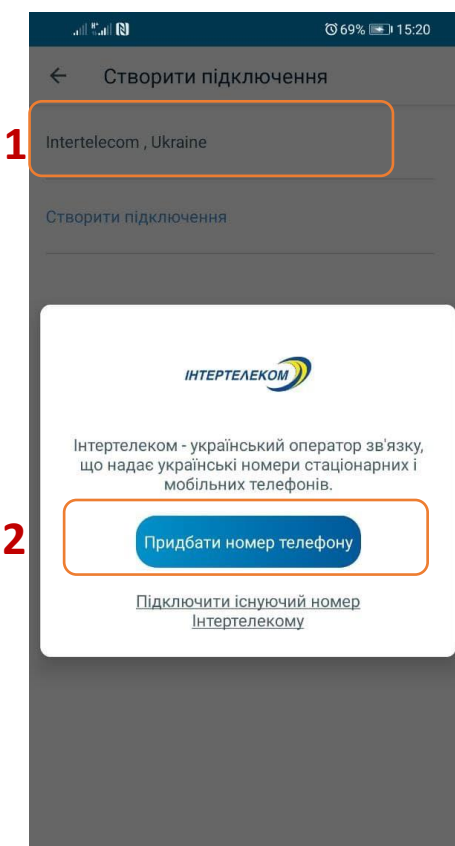 69% 15:20
Створити підключення
1
Intertelecom , Ukraine
Створити підключення
ІНТЕРТЕЛЕКОМ
Інтертелеком - український оператор зв'язку,
що надає українські номери стаціонарних і
мобільних телефонів.
2
Придбати номер телефону
Підключити існуючий номер
Інтертелекому